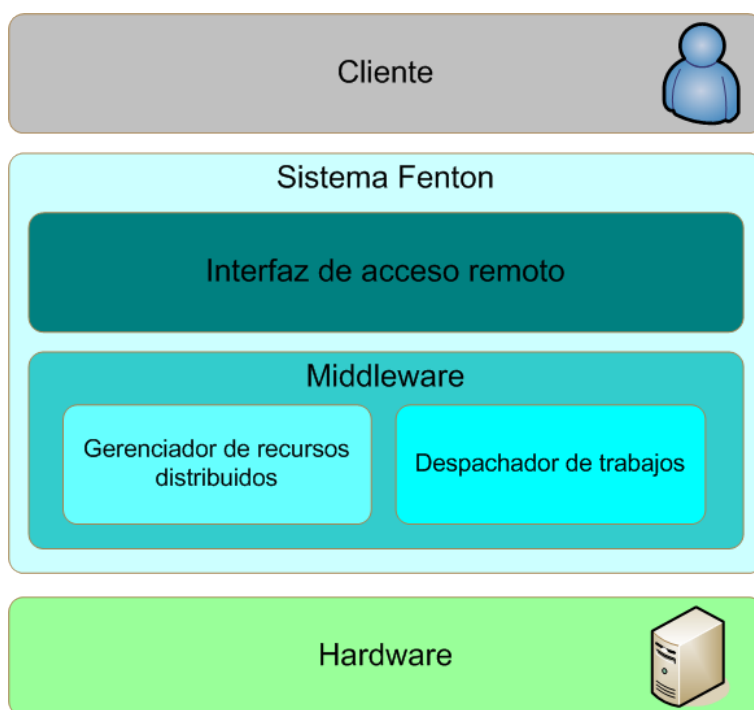 Cliente
Sistema Fenton
Interfaz de acceso remoto
Middleware
Gerenciador de recursos
distribuidos
Despachador de trabajos
Hardware